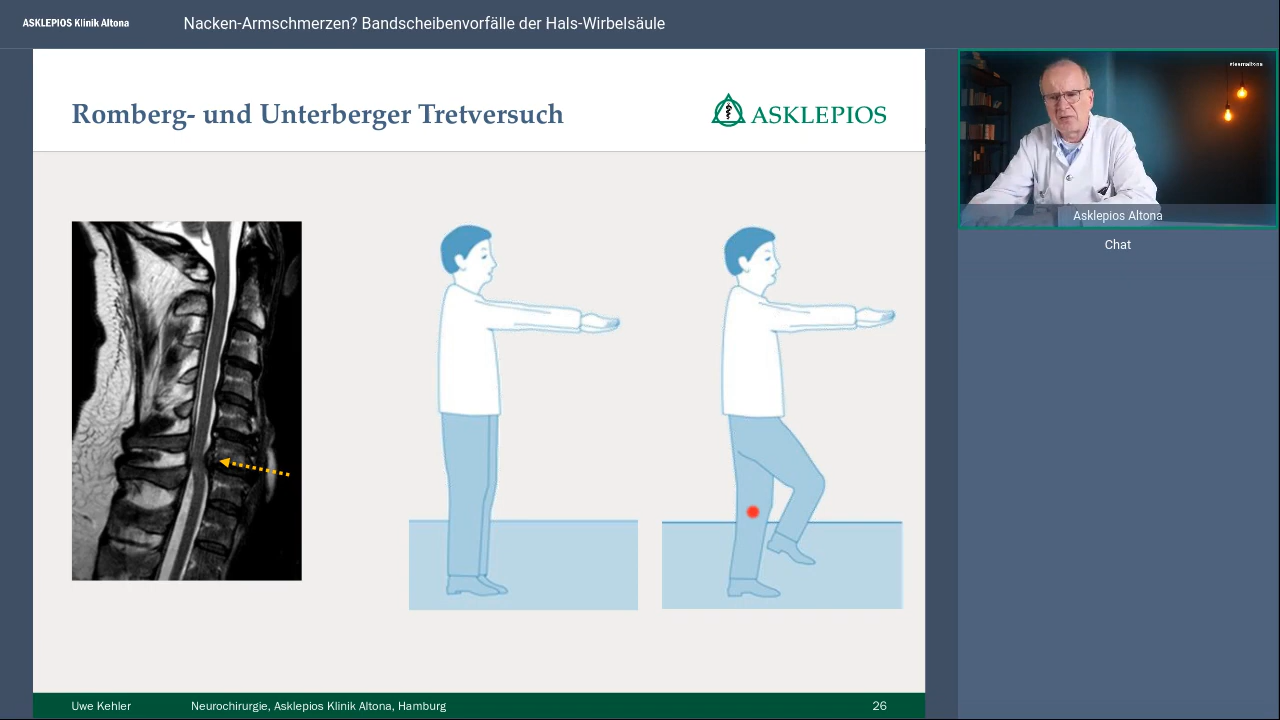 ASKLEPIOS Klinik Altona
Nacken-Armschmerzen? Bandscheibenvorfälle der Hals-Wirbelsäule
Romberg- und Unterberger Tretversuch
ASKLEPIOS
#teamaltona
Asklepios Altona
Chat
Uwe Kehler
Neurochirurgie, Asklepios Klinik Altona, Hamburg
26